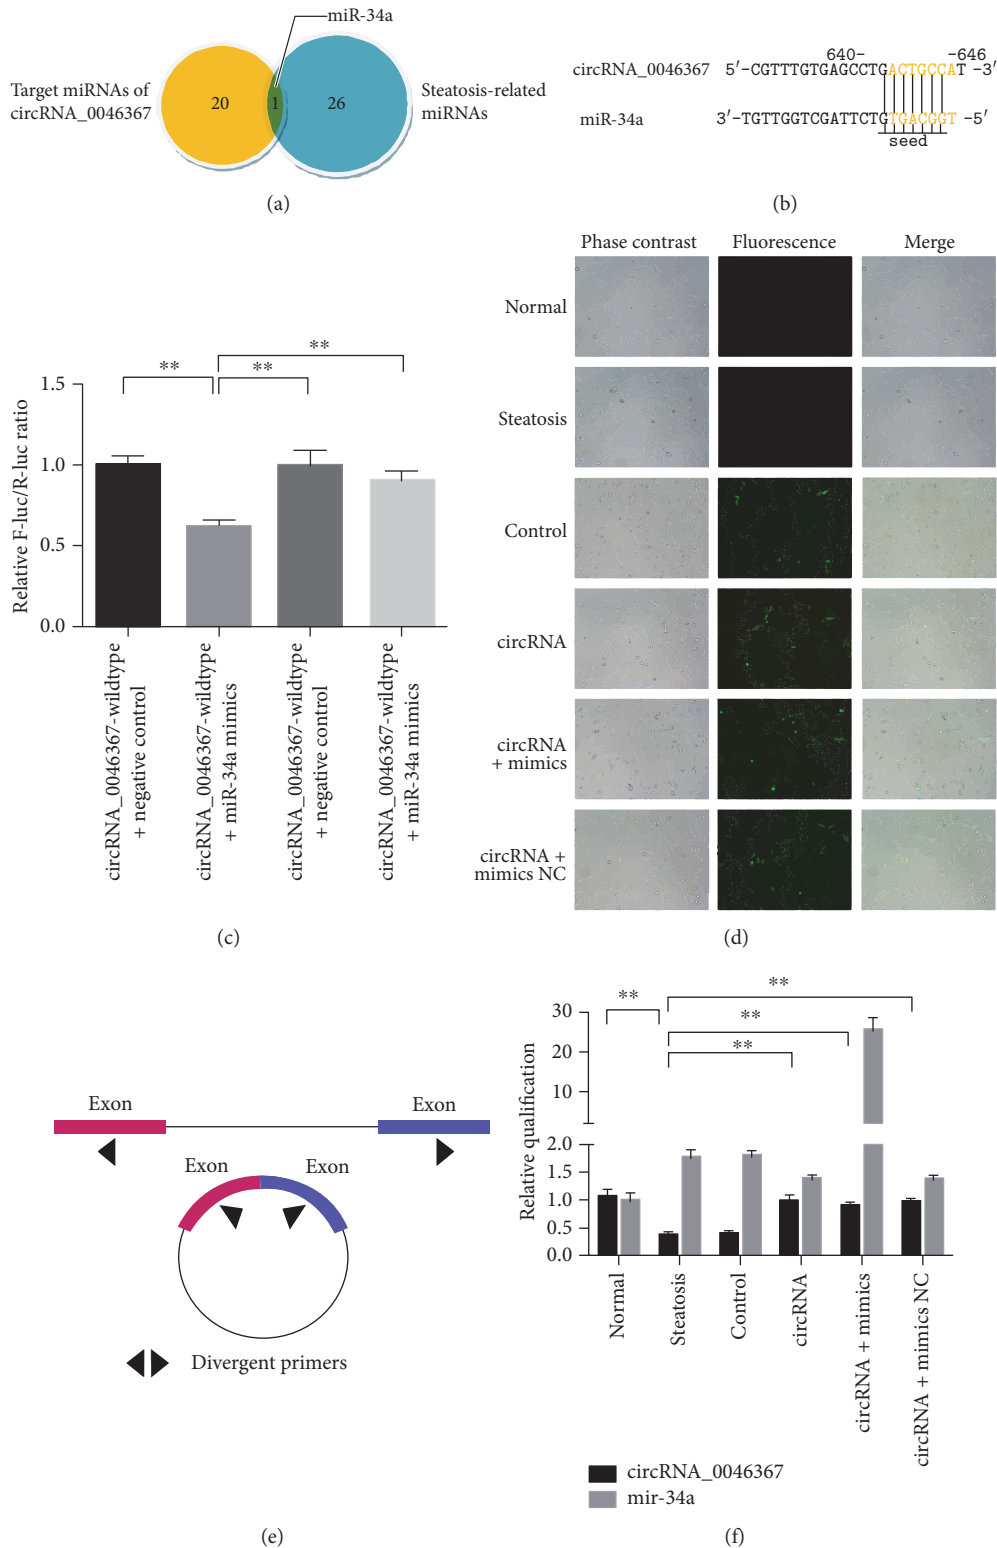 miR-34a
Target miRNAs of
circRNA_0046367
20
1
26
Steatosis-related
miRNAs
(a)
640-
-646
circRNA_0046367 5′-CGTTTGTGAGCCTGACTGCCAT -3′
miR-34a 3′-TGTTGGTCGATTCTGTGACGGT -5′
seed
(b)
**
**
**
1.5
1.0
0.5
0.0
Relative F-luc/R-luc ratio
circRNA_0046367-wildtype
+ negative control
circRNA_0046367-wildtype
+ miR-34a mimics
circRNA_0046367-wildtype
+ negative control
circRNA_0046367-wildtype
+ miR-34a mimics
(c)
Phase contrast
Fluorescence
Merge
Normal
Steatosis
Control
circRNA
circRNA
+ mimics
circRNA +
mimics NC
(d)
Exon
Exon
Exon
Exon
Divergent primers
(e)
**
**
**
**
30
20
10
2.0
1.5
1.0
0.5
0.0
Relative qualification
Normal
Steatosis
Control
circRNA
circRNA + mimics
circRNA + mimics NC
circRNA_0046367
mir-34a
(f)